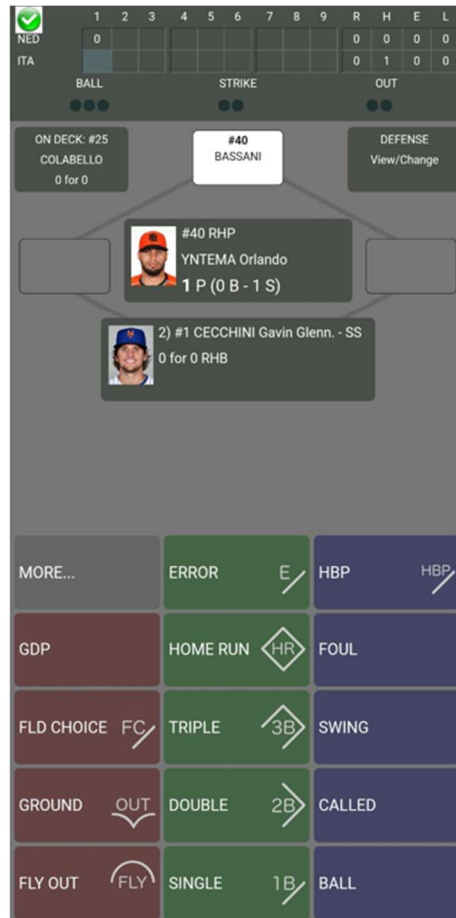 1 2 3 4 5 6 7 8 9 R H E L
NED 0 0 0 0 0
ITA 0 1 0 0
BALL STRIKE OUT
ON DECK: #25
COLABELLO
0 for 0
#40
BASSANI
DEFENSE
View/Change
#40 RHP
YNTEMA Orlando
1 P (0 B - 1 S)
2) #1 CECCHINI Gavin Glenn. - SS
0 for 0 RHB
MORE... ERROR E HBP HBP
GDP HOME RUN HR FOUL
FLD CHOICE FC TRIPLE 3B SWING
GROUND OUT DOUBLE 2B CALLED
FLY OUT FLY SINGLE 1B BALL